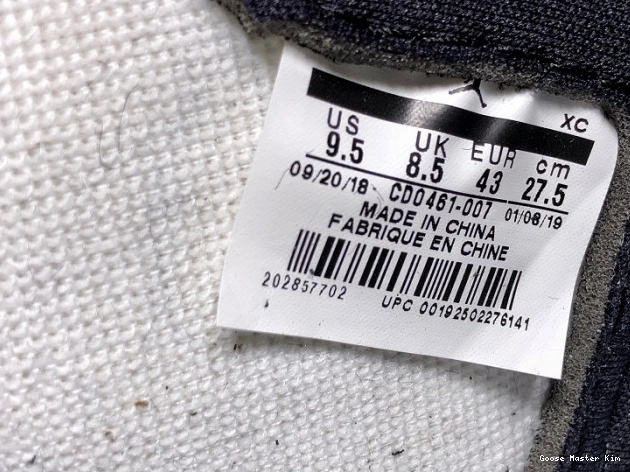 XC
US UK EUR cm
9.5 8.5 43 27.5
09/20/18 CD0461-007 01/08/19
MADE IN CHINA
FABRIQUE EN CHINE
202857702 UPC 00192502276141
Goose Master Kim